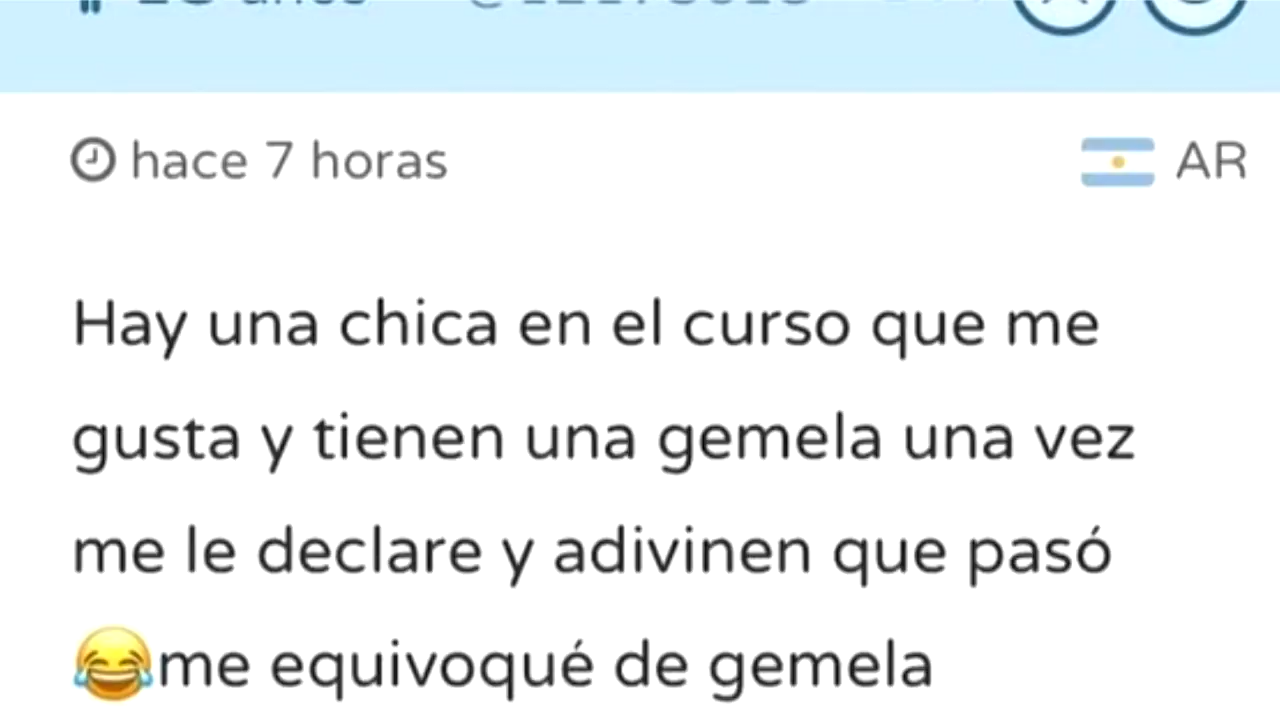 hace 7 horas AR
Hay una chica en el curso que me
gusta y tienen una gemela una vez
me le declare y adivinen que pasó
😂me equivoqué de gemela